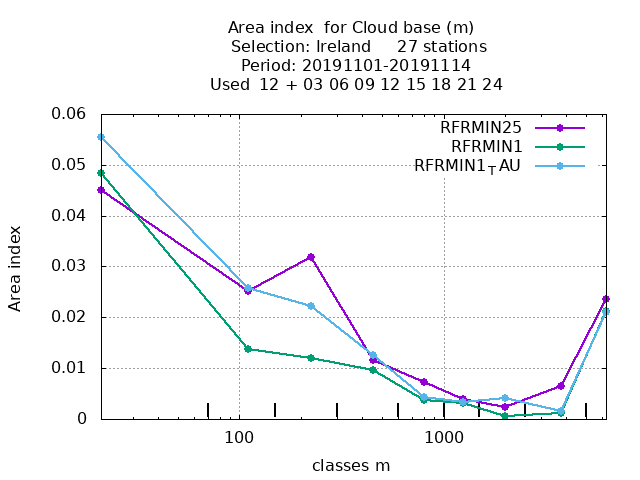 Area index  for Cloud base (m)
Selection: Ireland     27 stations
Period: 20191101-20191114
Used  12 + 03 06 09 12 15 18 21 24
RFRMIN25
RFRMIN1
RFRMIN1TAU
0.06
0.05
0.04
0.03
0.02
0.01
0
Area index
100
1000
classes m